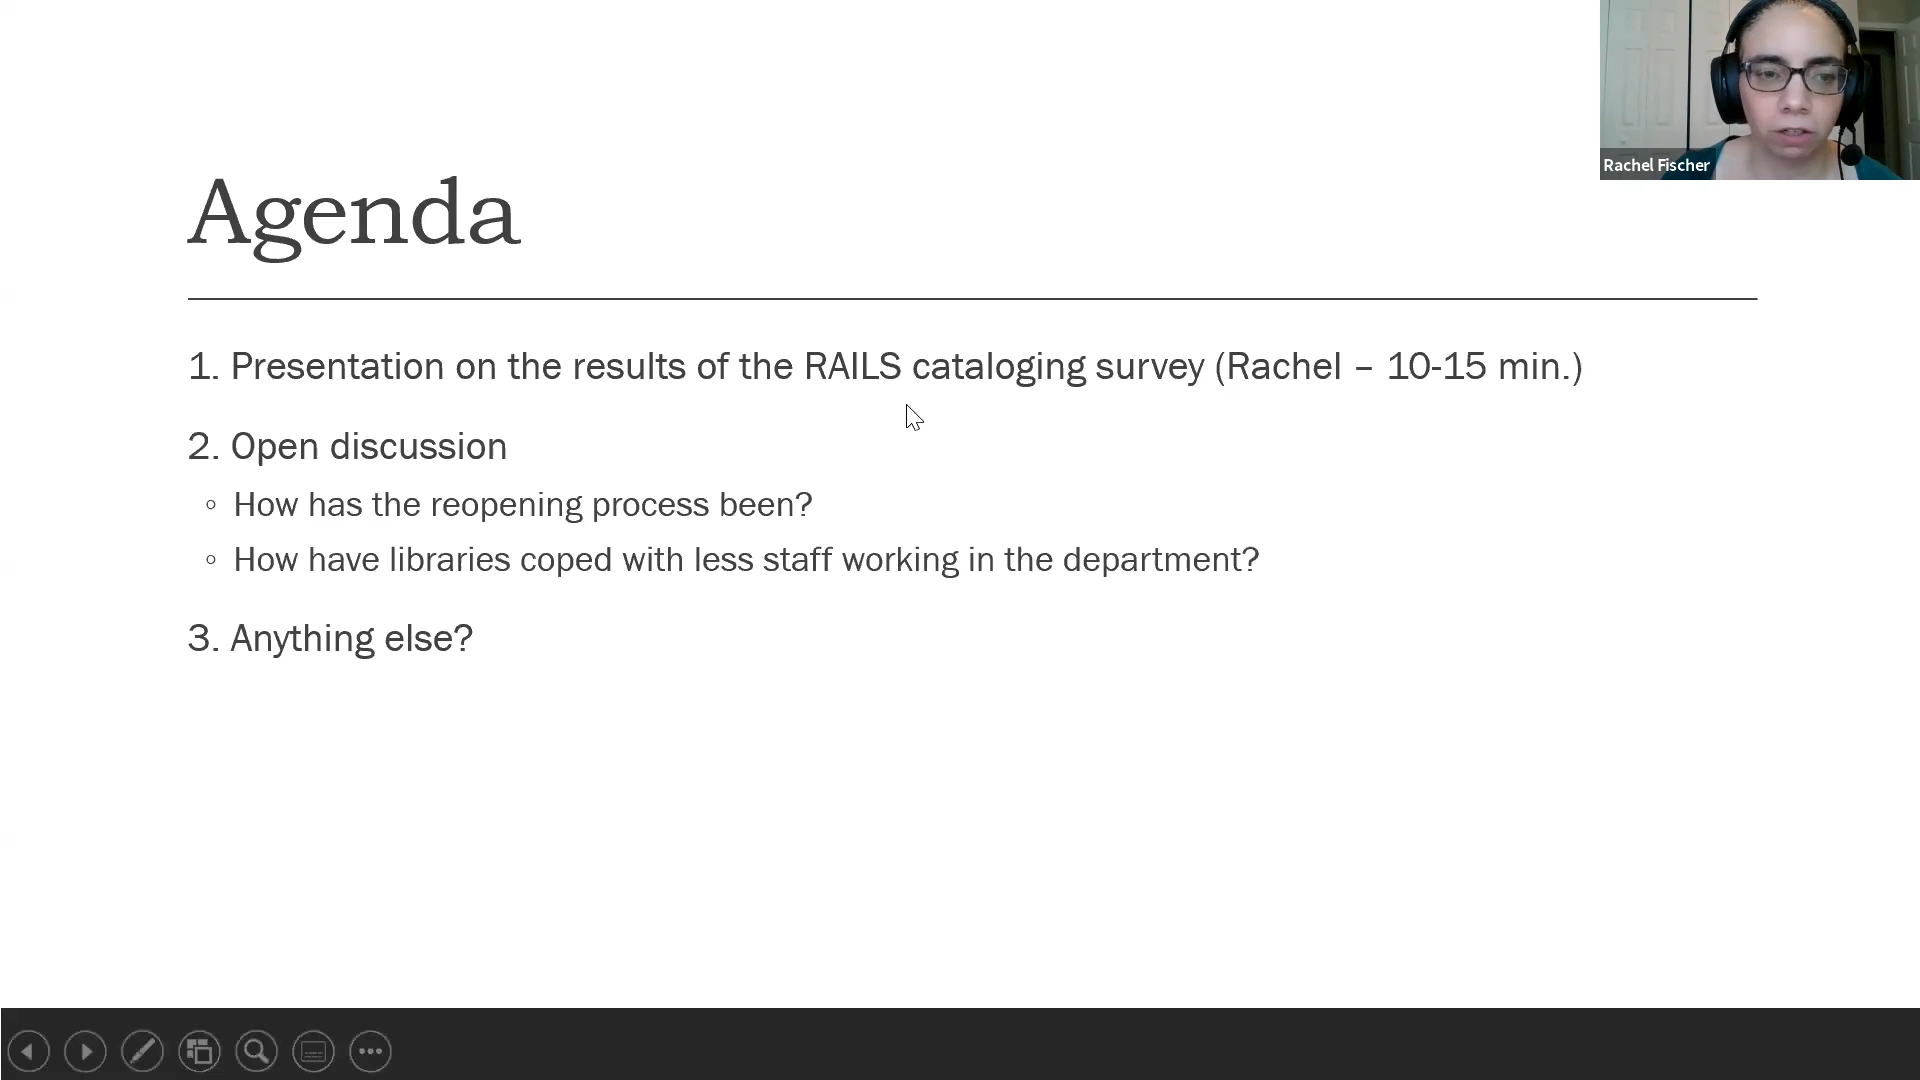 Rachel Fischer
Agenda
1. Presentation on the results of the RAILS cataloging survey (Rachel – 10-15 min.)
2. Open discussion
◦ How has the reopening process been?
◦ How have libraries coped with less staff working in the department?
3. Anything else?